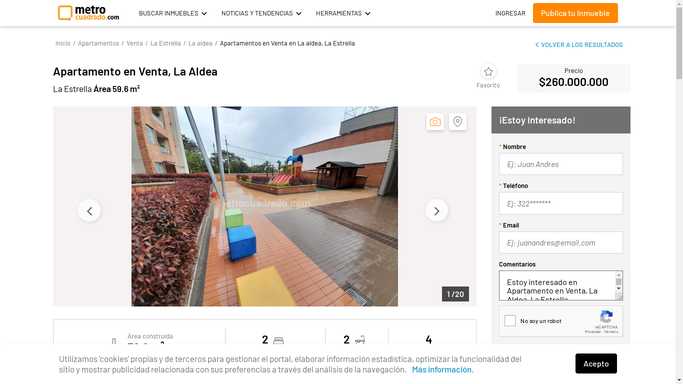 metro
cuadrado.com
BUSCAR INMUEBLES
NOTICIAS Y TENDENCIAS
HERRAMIENTAS
INGRESAR
Publica tu Inmueble
Inicio / Apartamentos / Venta / La Estrella / La aldea / Apartamentos en Venta en La aldea, La Estrella
VOLVER A LOS RESULTADOS
Apartamento en Venta, La Aldea
La Estrella Área 59.6 m²
Favorito
Precio
$260.000.000
metrocuadrado.com
1 / 20
¡Estoy Interesado!
* Nombre
Ej: Juan Andres
* Teléfono
Ej: 322*******
* Email
Ej: juanandres@email.com
Comentarios
Estoy interesado en
Apartamento en Venta, La
Aldea, La Estrella
No soy un robot
reCAPTCHA
Privacidad - Términos
Área construida
2
2
4
Utilizamos 'cookies' propias y de terceros para gestionar el portal, elaborar información estadística, optimizar la funcionalidad del
sitio y mostrar publicidad relacionada con sus preferencias a través del análisis de la navegación. Más información.
Acepto